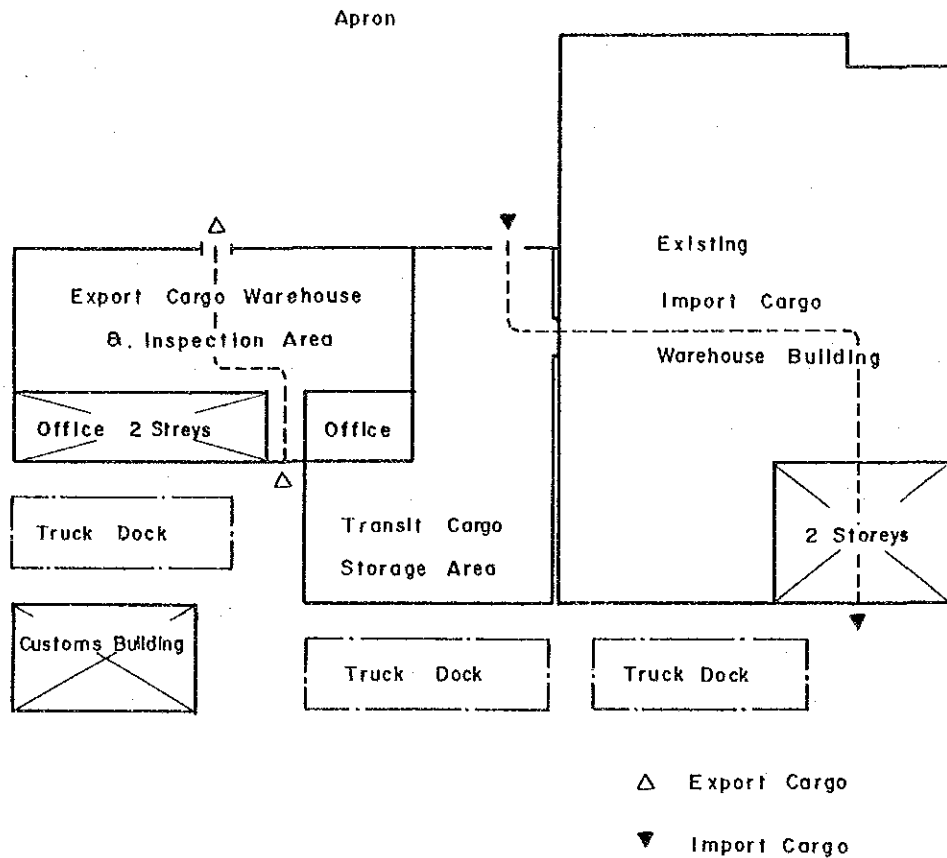 Apron
Existing
Import Cargo
Warehouse Building
Export Cargo Warehouse
&. Inspection Area
Office 2 Streys
Office
Truck Dock
Transit Cargo
Storage Area
2 Storeys
Customs Building
Truck Dock
Truck Dock
Export Cargo
Import Cargo